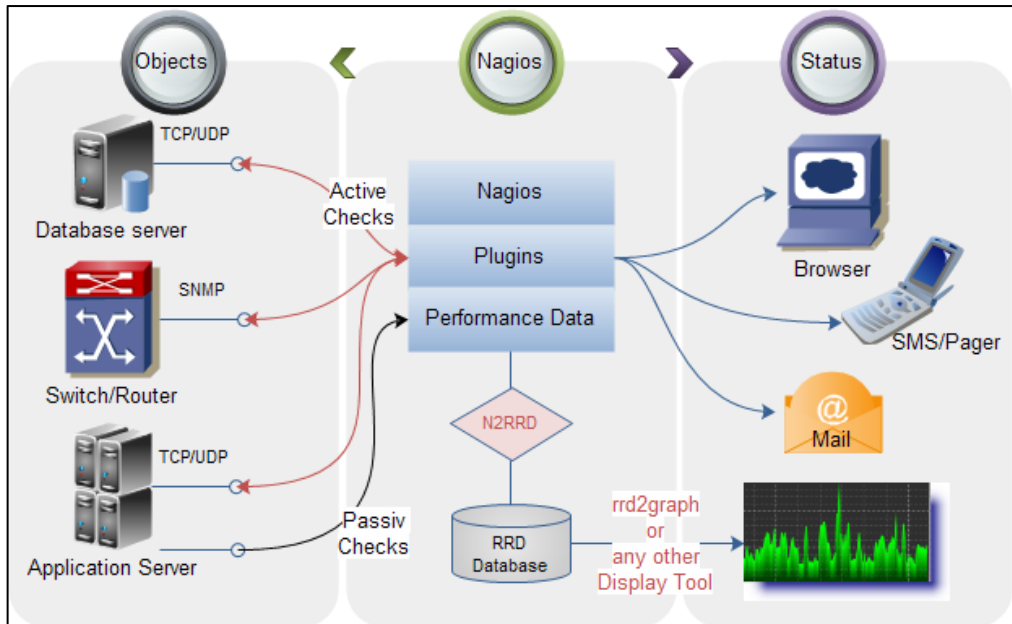 Objects
Nagios
Status
TCP/UDP
Database server
SNMP
Switch/Router
TCP/UDP
Application Server
Active
Checks
Passiv
Checks
Nagios
Plugins
Performance Data
N2RRD
RRD
Database
rrd2graph
or
any other
Display Tool
Browser
SMS/Pager
@
Mail